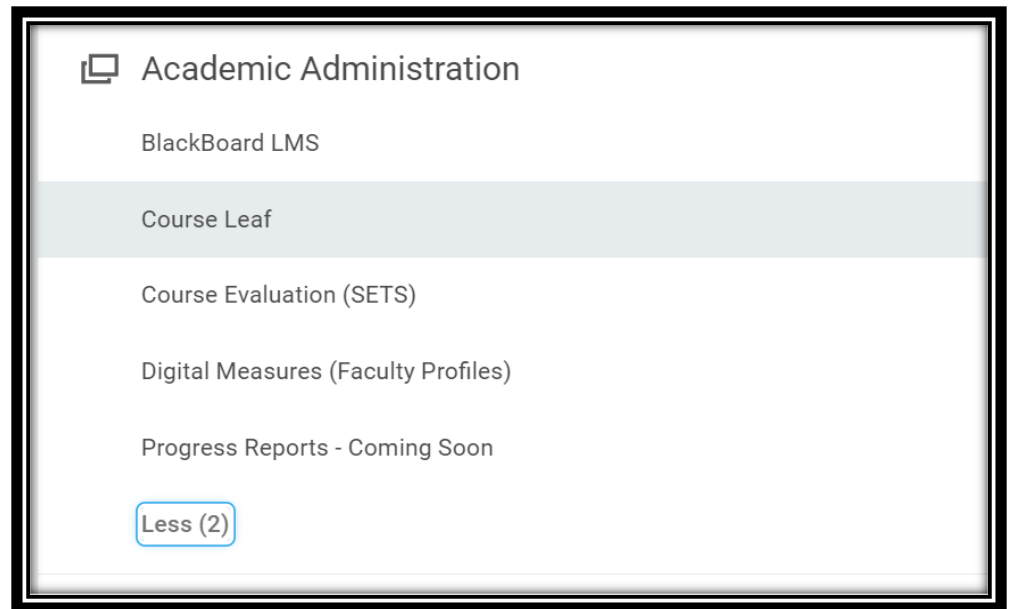 Academic Administration
BlackBoard LMS
Course Leaf
Course Evaluation (SETS)
Digital Measures (Faculty Profiles)
Progress Reports - Coming Soon
Less (2)